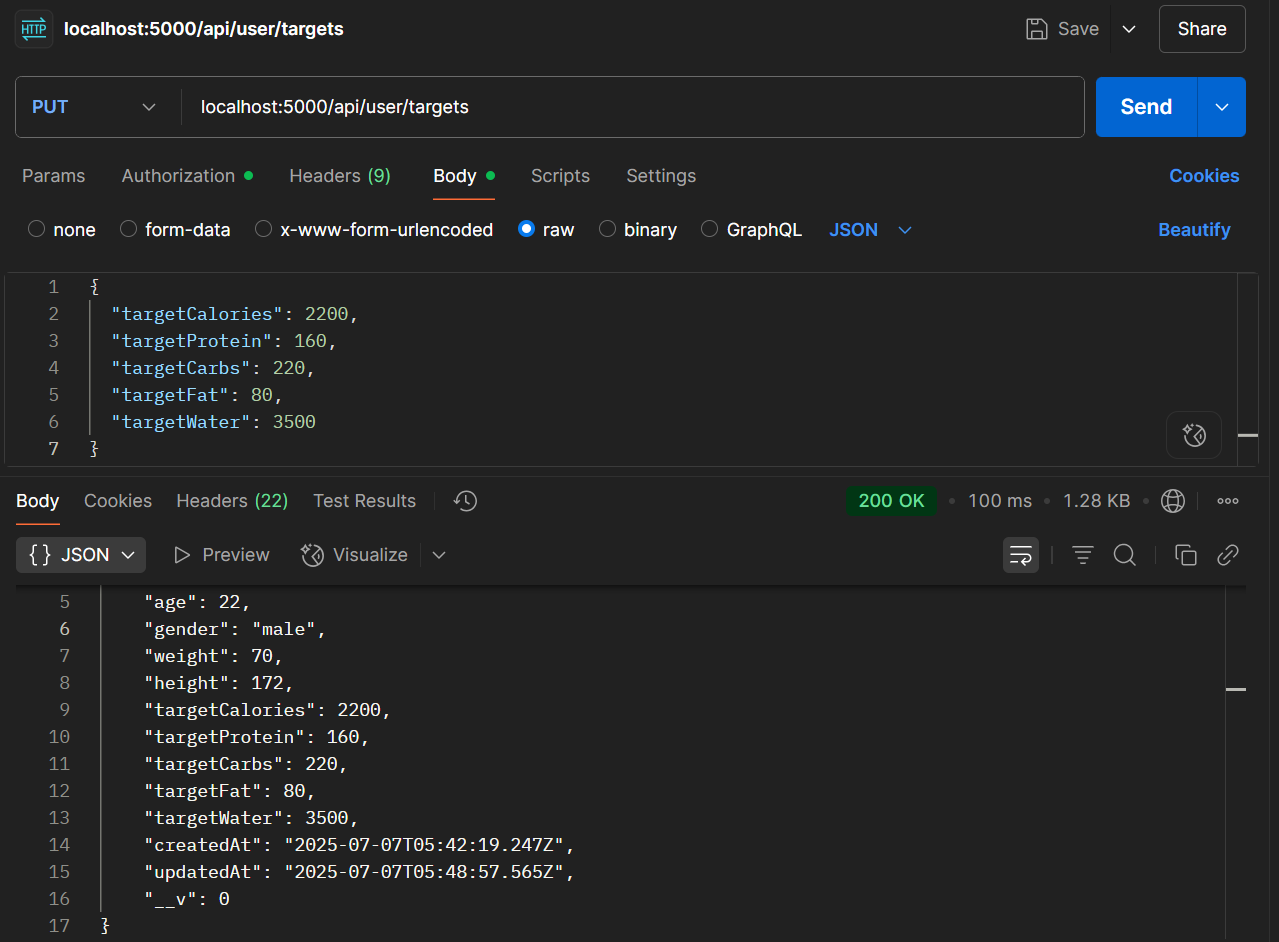 HTTP localhost:5000/api/user/targets Save Share
PUT localhost:5000/api/user/targets Send
Params Authorization Headers (9) Body Scripts Settings Cookies
none form-data x-www-form-urlencoded raw binary GraphQL JSON Beautify
1 {
2 "targetCalories": 2200,
3 "targetProtein": 160,
4 "targetCarbs": 220,
5 "targetFat": 80,
6 "targetWater": 3500
7 }
Body Cookies Headers (22) Test Results 200 OK • 100 ms • 1.28 KB •
{} JSON Preview Visualize
5 "age": 22,
6 "gender": "male",
7 "weight": 70,
8 "height": 172,
9 "targetCalories": 2200,
10 "targetProtein": 160,
11 "targetCarbs": 220,
12 "targetFat": 80,
13 "targetWater": 3500,
14 "createdAt": "2025-07-07T05:42:19.247Z",
15 "updatedAt": "2025-07-07T05:48:57.565Z",
16 "__v": 0
17 }